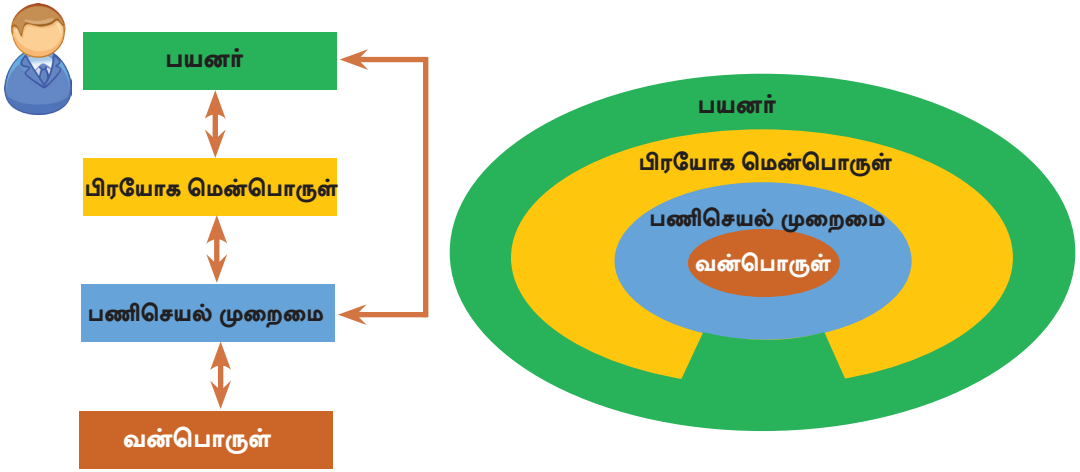 பயனர்
பிரயோக மென்பொருள்
பணிசெயல் முறைமை
வன்பொருள்
பயனர்
பிரயோக மென்பொருள்
பணிசெயல் முறைமை
வன்பொருள்